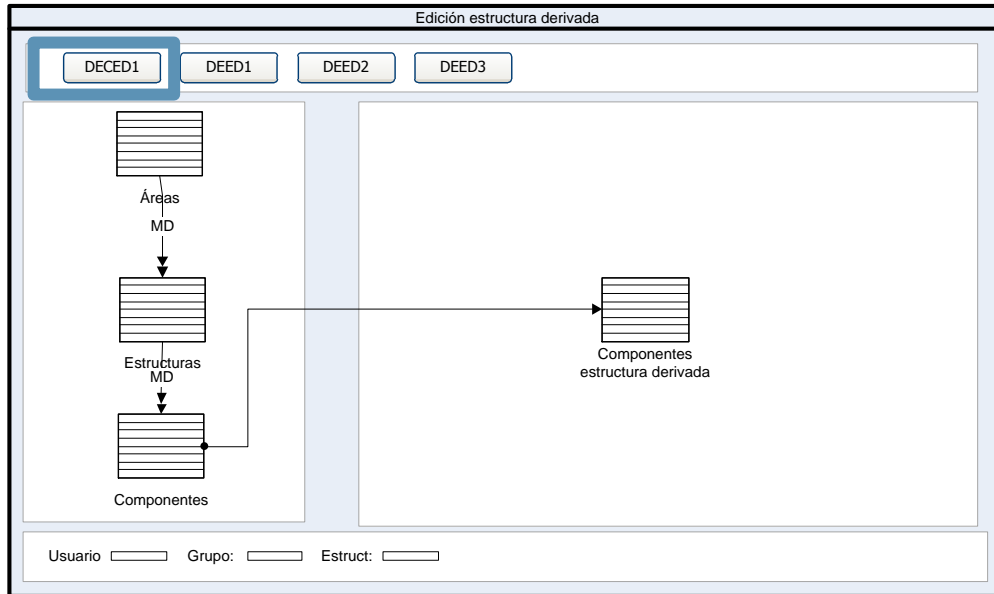 Edición estructura derivada
DECED1 DEED1 DEED2 DEED3
Áreas
MD
Estructuras
MD
Componentes
Componentes
estructura derivada
Usuario Grupo: Estruct: